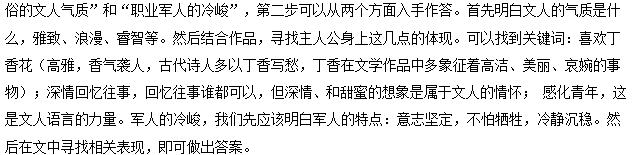 俗的文人气质”和“职业军人的冷峻”，第二步可以从两个方面入手作答。首先明白文人的气质是什
么，雅致、浪漫、睿智等。然后结合作品，寻找主人公身上这几点的体现。可以找到关键词：喜欢丁
香花（高雅，香气袭人，古代诗人多以丁香写愁，丁香在文学作品中多象征着高洁、美丽、哀婉的事
物）；深情回忆往事，回忆往事谁都可以，但深情、和甜蜜的想象是属于文人的情怀； 感化青年，这
是文人语言的力量。军人的冷峻，我们先应该明白军人的特点：意志坚定，不怕牺牲，冷静沉稳。然
后在文中寻找相关表现，即可做出答案。